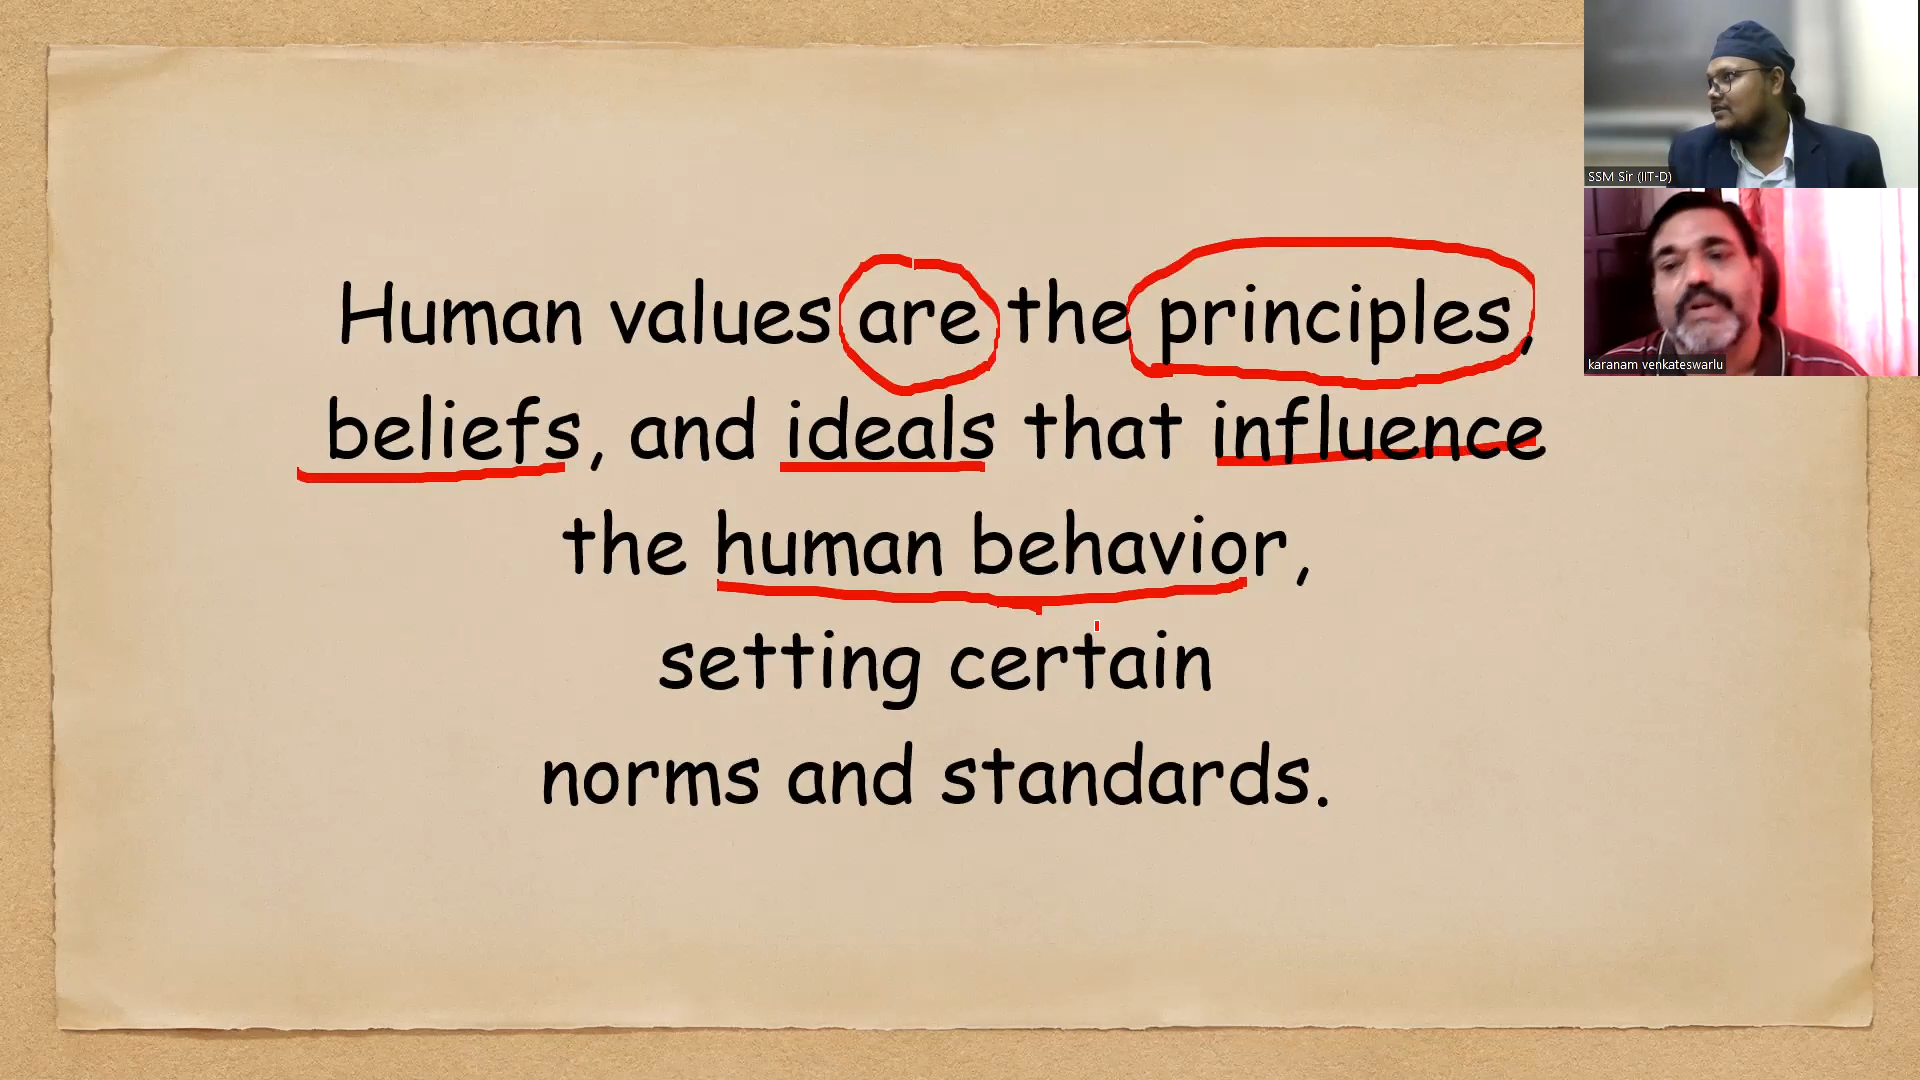 Human values are the principles,
beliefs, and ideals that influence
the human behavior,
setting certain
norms and standards.
SSM Sir (IIT-D)
karanam venkateswarlu